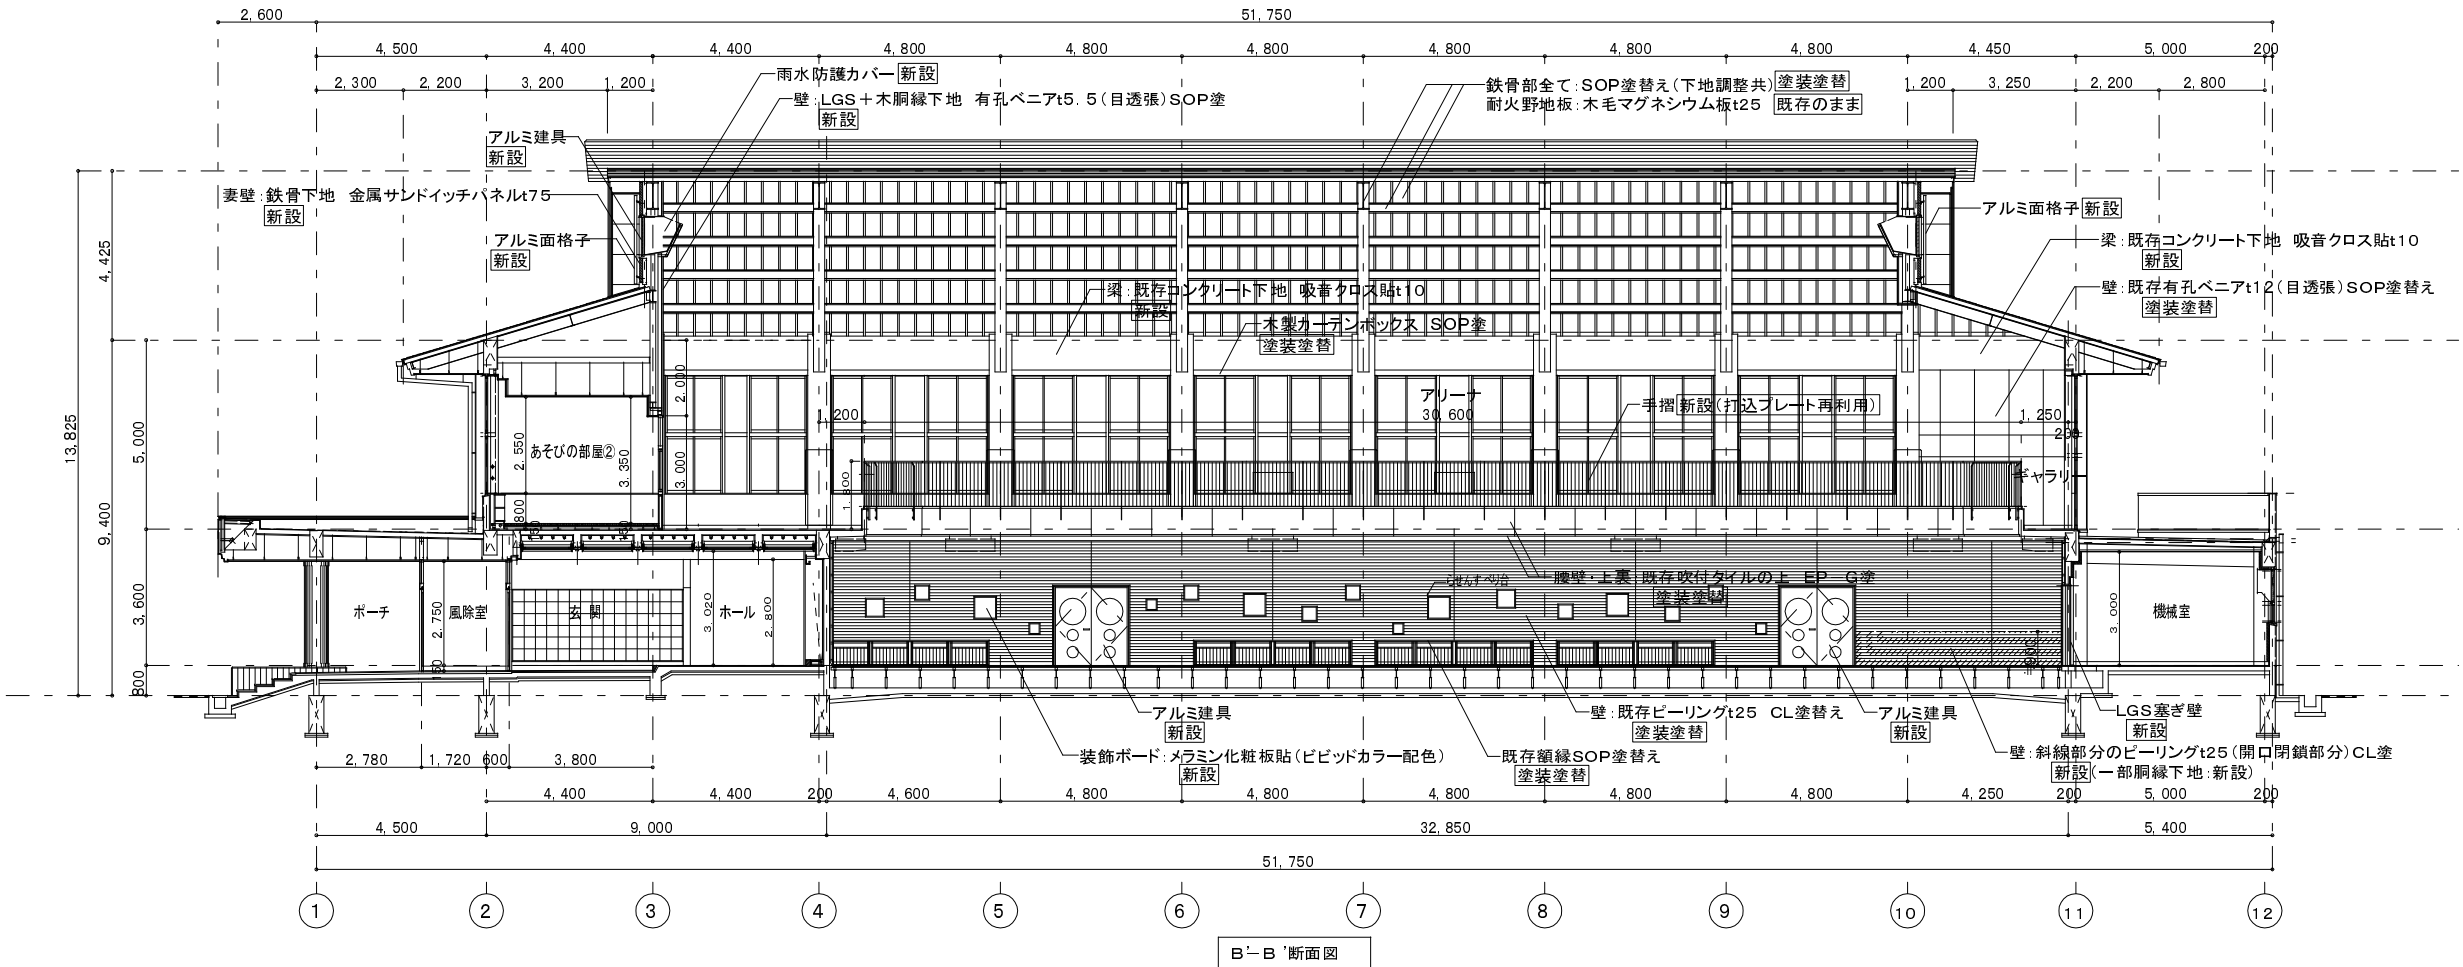 2,600
51,750
4,500
4,400
4,400
4,800
4,800
4,800
4,800
4,800
4,800
4,450
5,000
200
2,300
2,200
3,200
1,200
1,200
3,250
2,200
2,800
雨水防護カバー 新設
壁:LGS+木胴縁下地 有孔ベニアt5.5(目透張)SOP塗
新設
鉄骨部全て:SOP塗替え(下地調整共) 塗装塗替
耐火野地板:木毛マグネシウム板t25 既存のまま
アルミ建具
新設
妻壁:鉄骨下地 金属サンドイッチパネルt75
新設
アルミ面格子
新設
アルミ面格子 新設
梁:既存コンクリート下地 吸音クロス貼t10
新設
壁:既存有孔ベニアt12(目透張)SOP塗替え
塗装塗替
梁:既存コンクリート下地 吸音クロス貼t10
新設
木製カーテンボックス SOP塗
塗装塗替
4,425
13,825
9,400
5,000
3,600
800
2,000
3,000
アリーナ
30,600
1,200
手摺 新設(打込プレート再利用)
1,250
200
あそびの部屋②
2,550
3,350
800
150
150
1,800
ギャラリ
腰壁・上裏:既存吹付タイルの上 EP-G塗
塗装塗替
らせんすべり台
ポーチ
2,750
150
風除室
玄関
3,020
ホール
2,800
900
3,000
機械室
アルミ建具
新設
装飾ボード:メラミン化粧板貼(ビビッドカラー配色)
新設
壁:既存ピーリングt25 CL塗替え
塗装塗替
既存額縁SOP塗替え
塗装塗替
アルミ建具
新設
LGS塞ぎ壁
新設
壁:斜線部分のピーリングt25(開口閉鎖部分)CL塗
新設(一部胴縁下地:新設)
2,780
1,720
600
3,800
4,400
4,400
200
4,600
4,800
4,800
4,800
4,800
4,800
4,250
200
5,000
200
4,500
9,000
32,850
5,400
51,750
1
2
3
4
5
6
7
8
9
10
11
12
B'-B'断面図